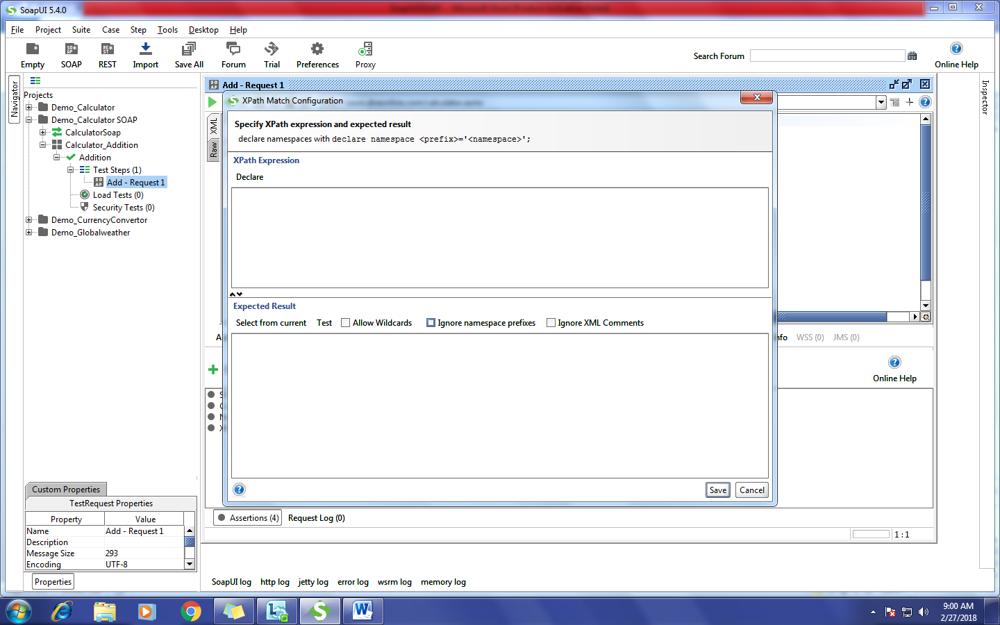 SoapUI 5.4.0
File Project Suite Case Step Tools Desktop Help
Empty SOAP REST Import Save All Forum Trial Preferences Proxy
Search Forum
Online Help
Navigator
Projects
Demo_Calculator
Demo_Calculator SOAP
CalculatorSoap
Calculator_Addition
Addition
Test Steps (1)
Add - Request 1
Load Tests (0)
Security Tests (0)
Demo_CurrencyConvertor
Demo_Globalweather
Inspector
Add - Request 1
XML
Raw
XPath Match Configuration
Specify XPath expression and expected result
declare namespaces with declare namespace <prefix>='<namespace>';
XPath Expression
Declare
Expected Result
Select from current Test Allow Wildcards Ignore namespace prefixes Ignore XML Comments
Save Cancel
WSS (0) JMS (0)
Online Help
Assertions (4) Request Log (0)
1 : 1
Custom Properties
TestRequest Properties
Property Value
Name Add - Request 1
Description
Message Size 293
Encoding UTF-8
Properties
SoapUI log http log jetty log error log wsrm log memory log
9:00 AM
2/27/2018